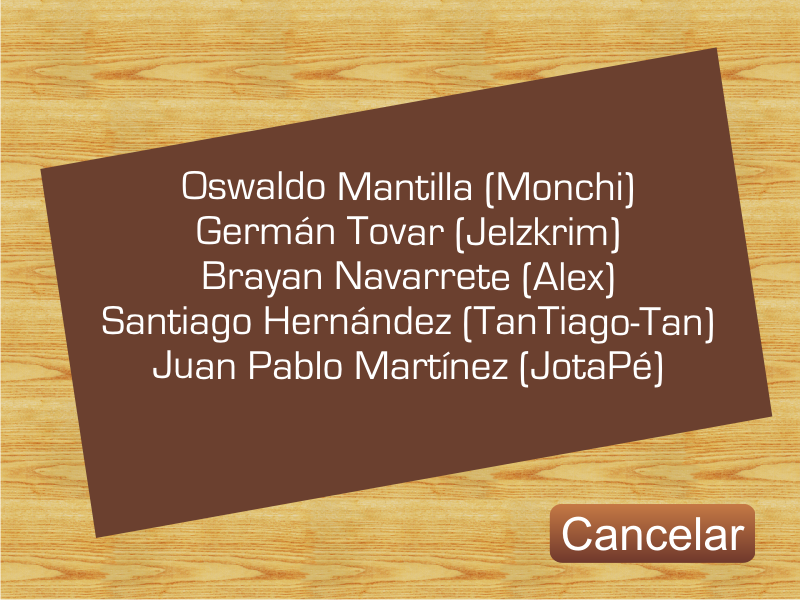 Oswaldo Mantilla (Monchi)
Germán Tovar (Jelzkrim)
Brayan Navarrete (Alex)
Santiago Hernández (TanTiago-Tan)
Juan Pablo Martínez (JotaPé)
Cancelar